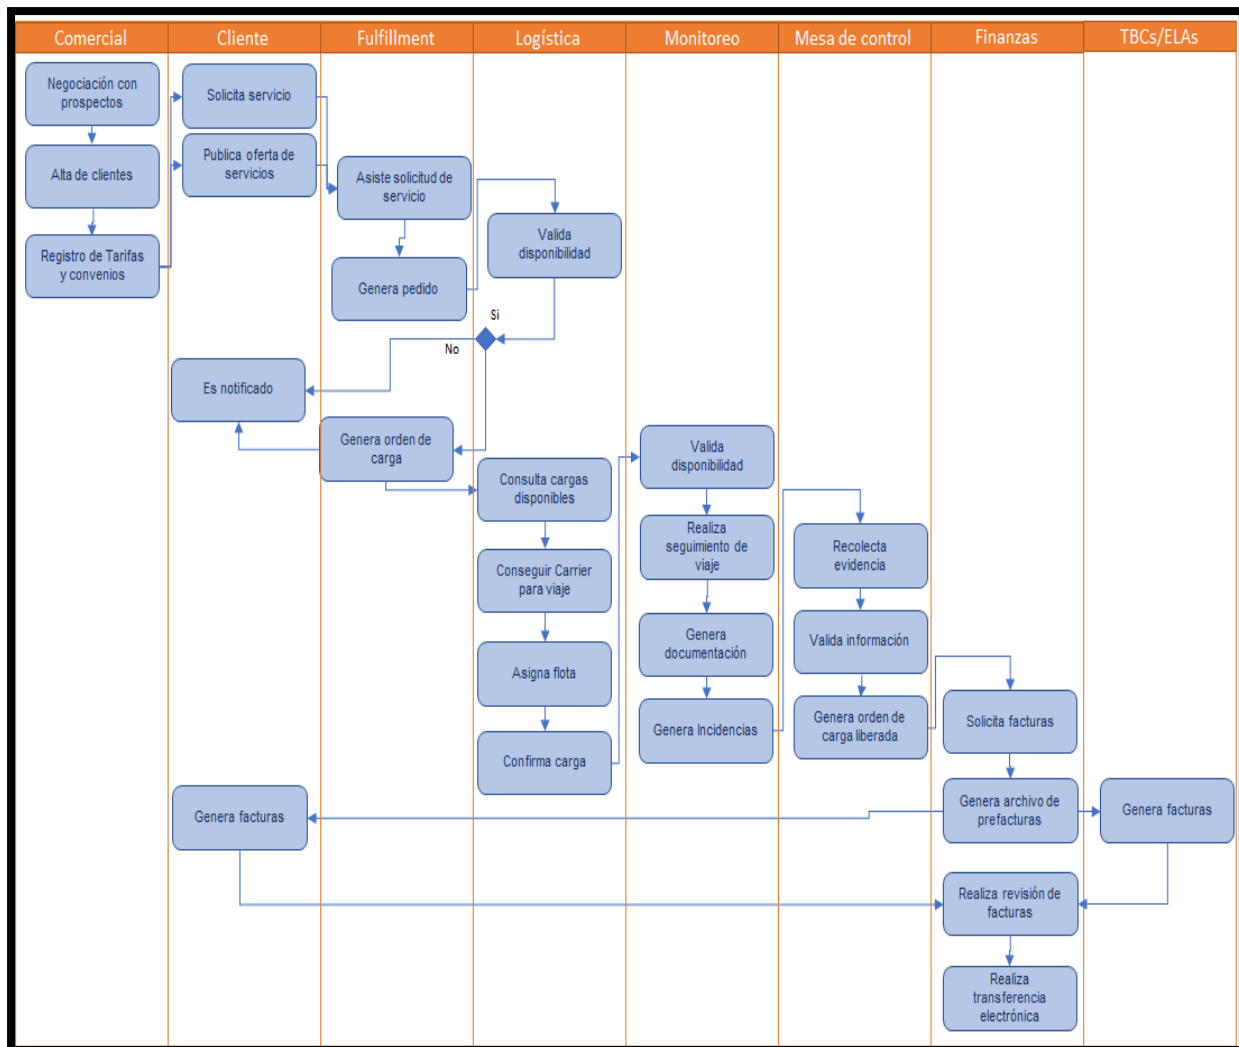 Comercial
Cliente
Fulfillment
Logística
Monitoreo
Mesa de control
Finanzas
TBCs/ELAs
Negociación con
prospectos
Alta de clientes
Registro de Tarifas
y convenios
Solicita servicio
Publica oferta de
servicios
Asiste solicitud de
servicio
Genera pedido
Valida
disponibilidad
Si
No
Es notificado
Genera orden de
carga
Consulta cargas
disponibles
Conseguir Carrier
para viaje
Asigna flota
Confirma carga
Valida
disponibilidad
Realiza
seguimiento de
viaje
Genera
documentación
Genera Incidencias
Recolecta
evidencia
Valida información
Genera orden de
carga liberada
Solicita facturas
Genera archivo de
prefacturas
Genera facturas
Genera facturas
Realiza revisión de
facturas
Realiza
transferencia
electrónica